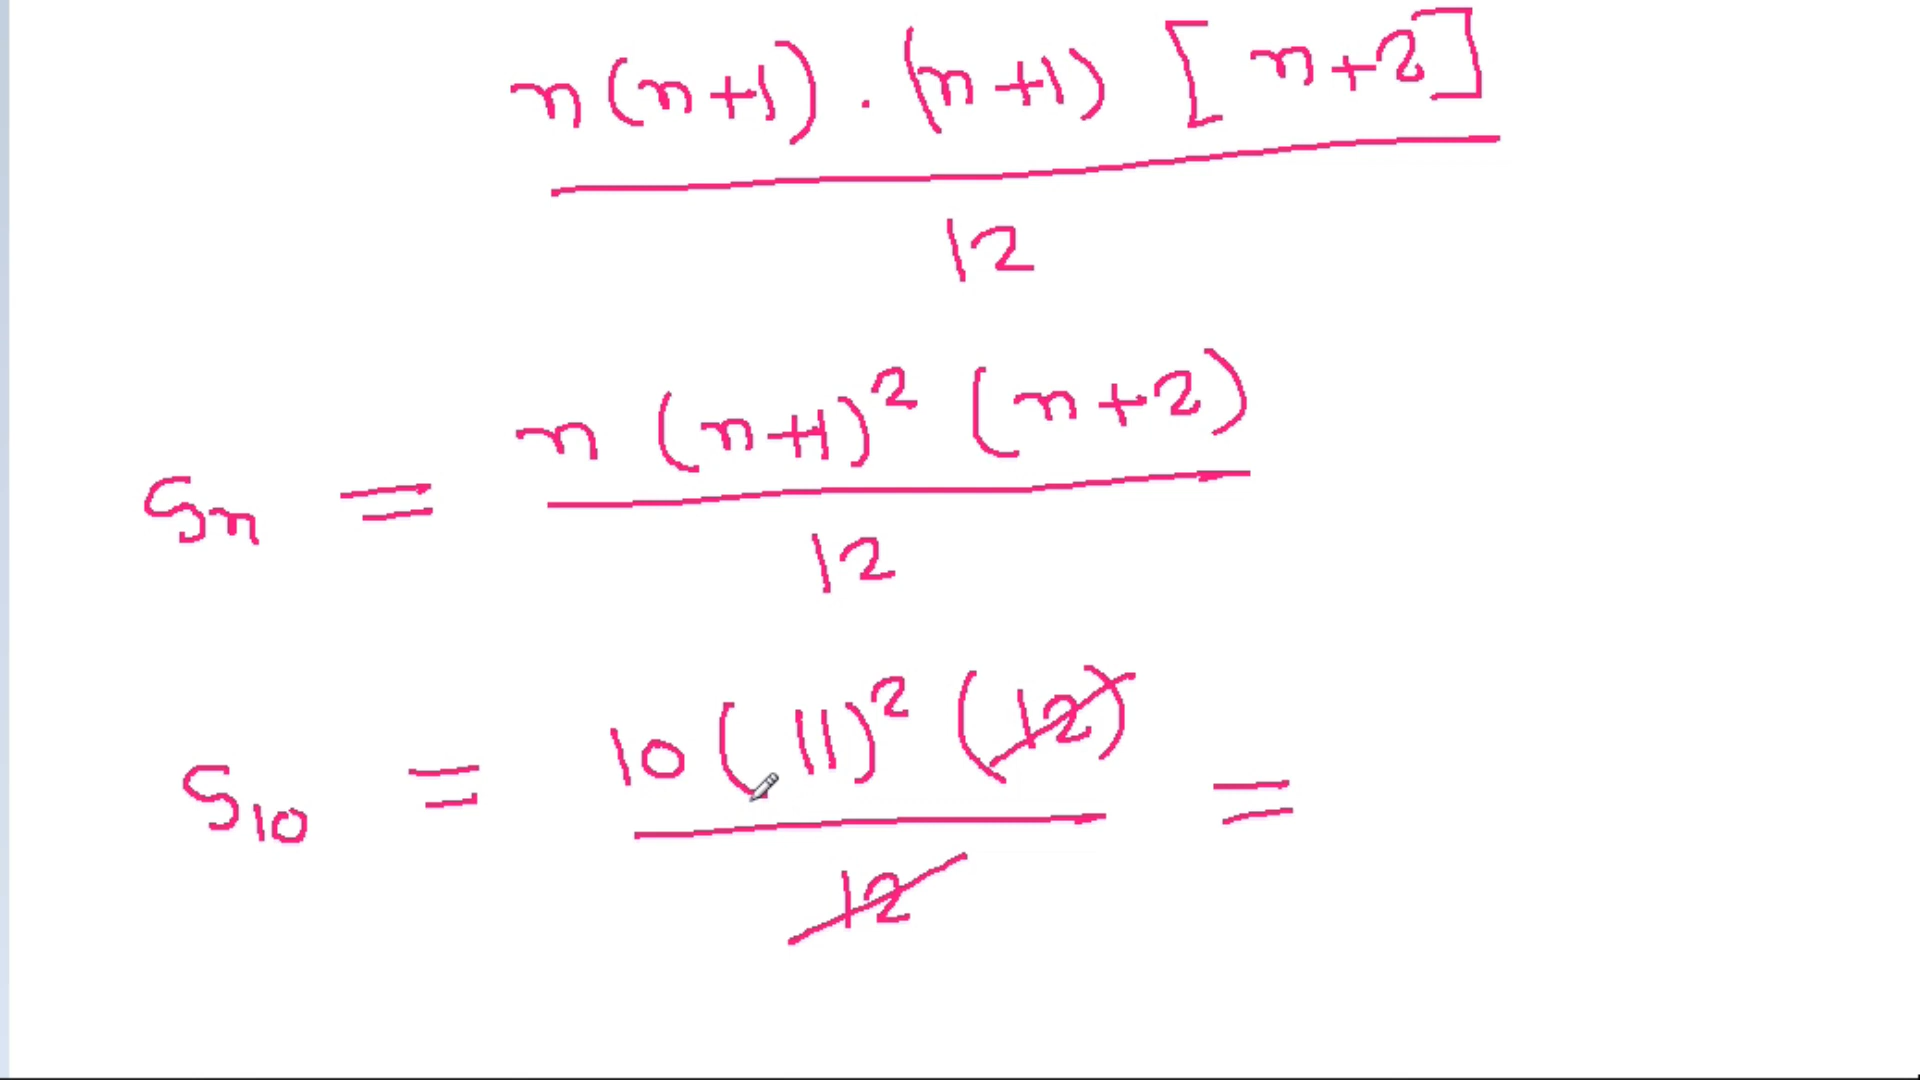 n(n+1) . (n+1) [n+2]
12
n (n+1)² (n+2)
Sn =
12
10 (11)² (12)
S10 = =
12